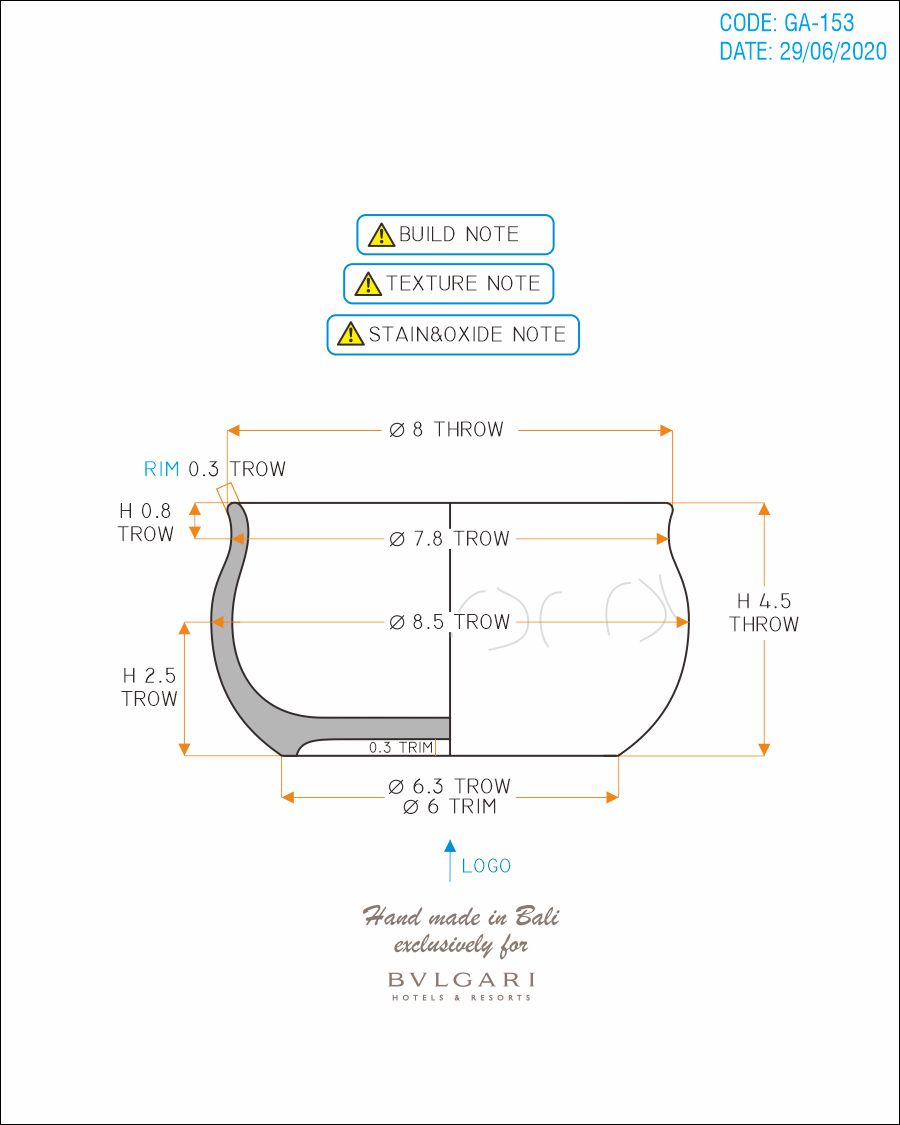 CODE: GA-153
DATE: 29/06/2020
BUILD NOTE
TEXTURE NOTE
STAIN&OXIDE NOTE
Ø 8 THROW
RIM 0.3 TROW
H 0.8
TROW
Ø 7.8 TROW
Ø 8.5 TROW
H 4.5
THROW
H 2.5
TROW
0.3 TRIM
Ø 6.3 TROW
Ø 6 TRIM
LOGO
Hand made in Bali
exclusively for
BVLGARI
HOTELS & RESORTS